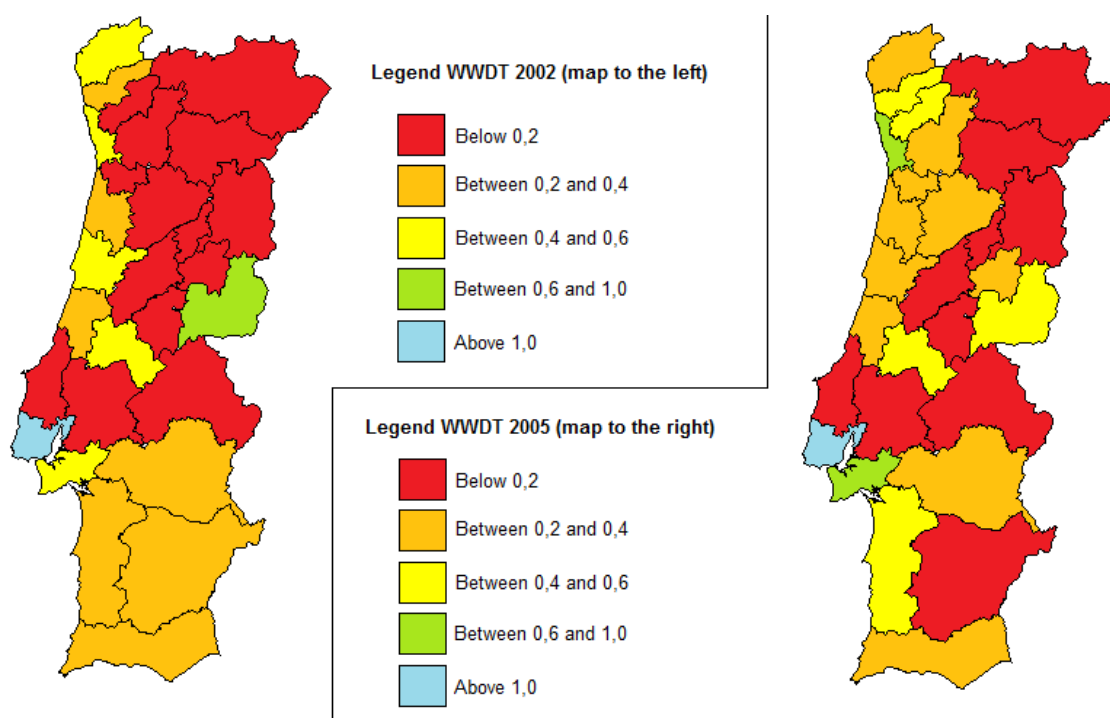 Legend WWDT 2002 (map to the left)
Below 0,2
Between 0,2 and 0,4
Between 0,4 and 0,6
Between 0,6 and 1,0
Above 1,0
Legend WWDT 2005 (map to the right)
Below 0,2
Between 0,2 and 0,4
Between 0,4 and 0,6
Between 0,6 and 1,0
Above 1,0